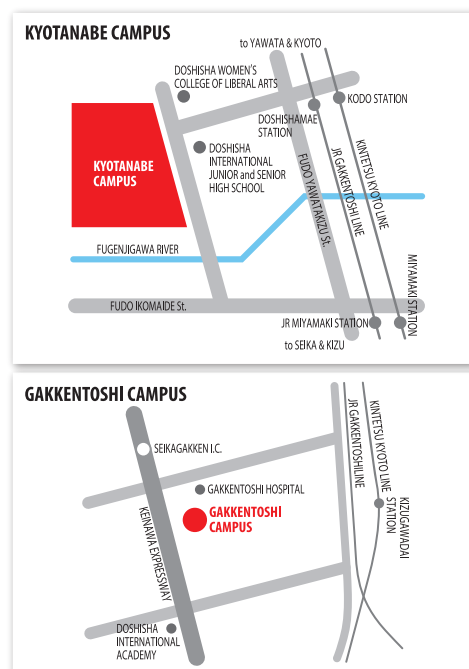 KYOTANABE CAMPUS
to YAWATA & KYOTO
DOSHISHA WOMEN'S
COLLEGE OF LIBERAL ARTS
KODO STATION
DOSHISHAMAE
STATION
DOSHISHA
INTERNATIONAL
JUNIOR and SENIOR
HIGH SCHOOL
KYOTANABE
CAMPUS
FUDO YAWATAKIZU St.
JR GAKKENTOSHI LINE
KINTETSU KYOTO LINE
FUGENJIGAWA RIVER
MIYAMAKI STATION
FUDO IKOMAIDE St.
JR MIYAMAKI STATION
to SEIKA & KIZU
GAKKENTOSHI CAMPUS
SEIKAGAKKEN I.C.
JR GAKKENTOSHILINE
KINTETSU KYOTO LINE
KIZUGAWADAI
STATION
GAKKENTOSHI HOSPITAL
GAKKENTOSHI
CAMPUS
KEINAWA EXPRESSWAY
DOSHISHA
INTERNATIONAL
ACADEMY